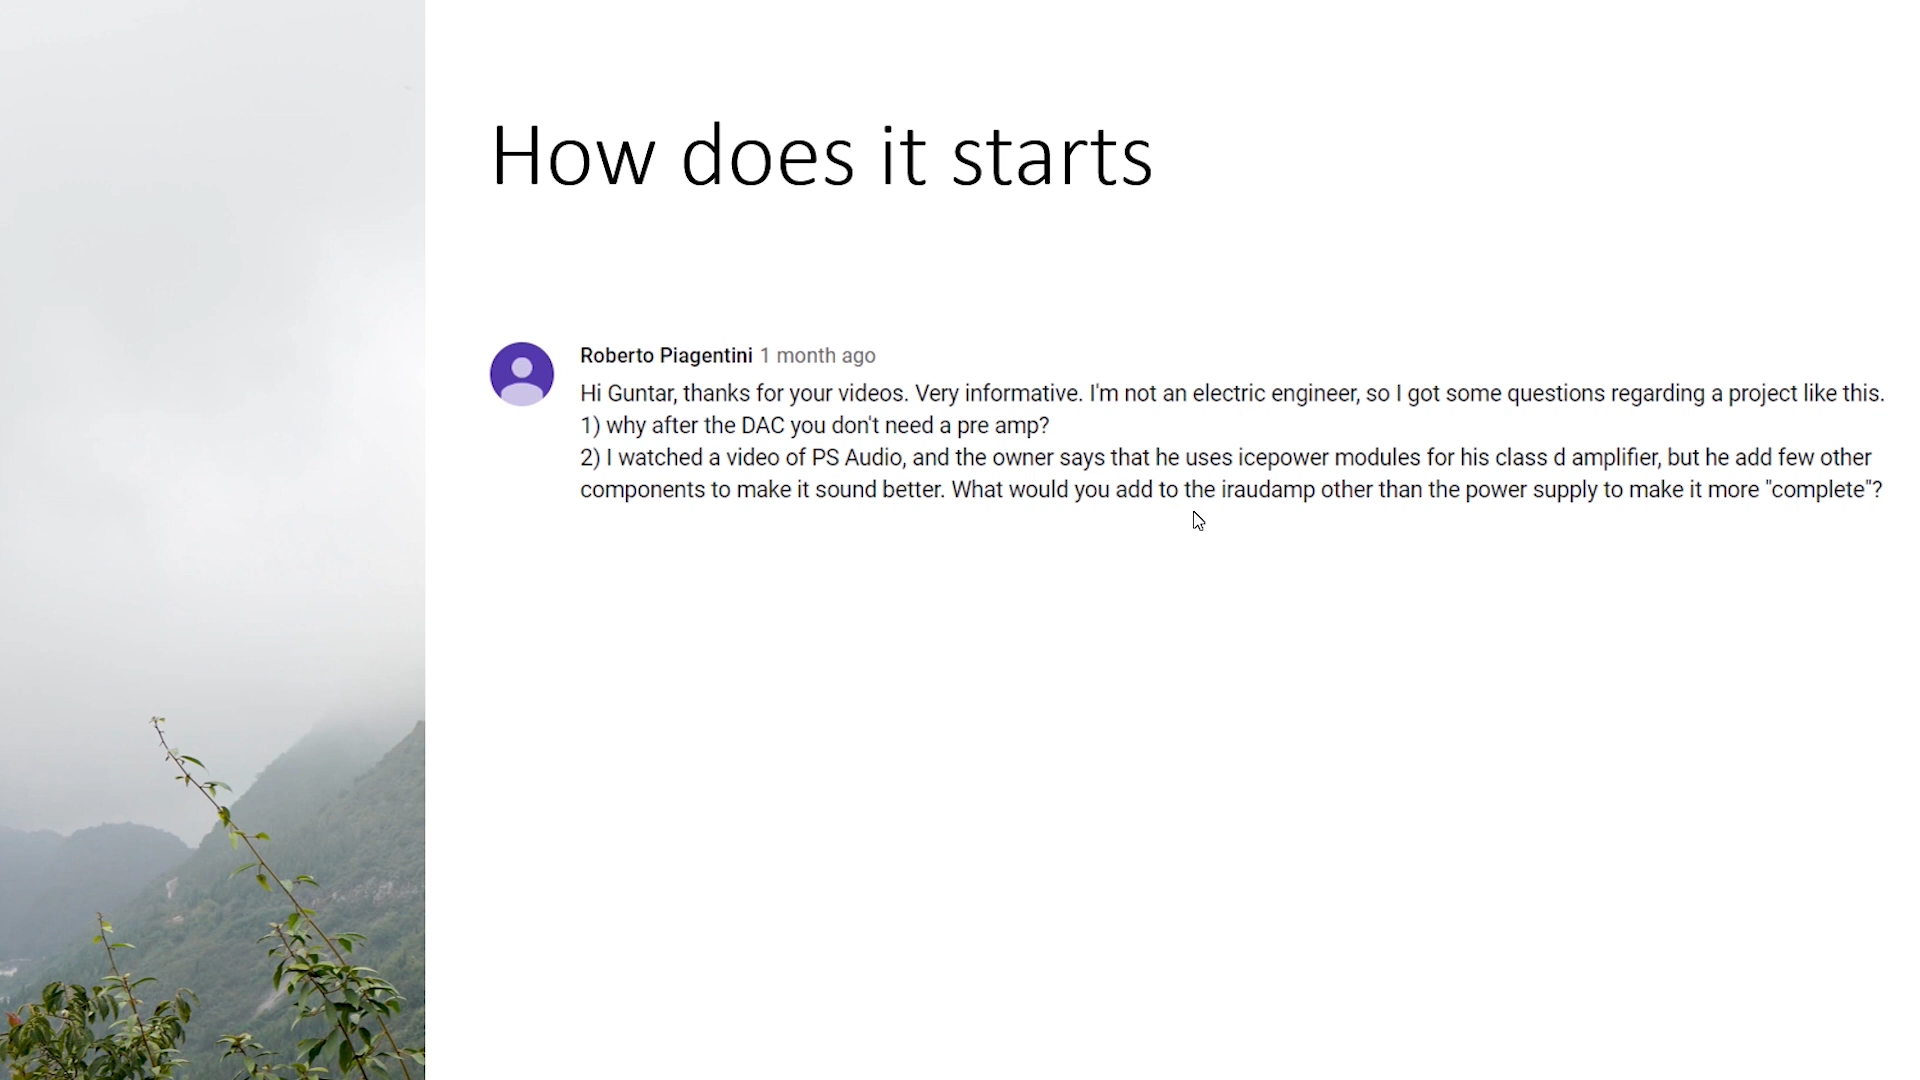 How does it starts
Roberto Piagentini 1 month ago
Hi Guntar, thanks for your videos. Very informative. I'm not an electric engineer, so I got some questions regarding a project like this.
1) why after the DAC you don't need a pre amp?
2) I watched a video of PS Audio, and the owner says that he uses icepower modules for his class d amplifier, but he add few other
components to make it sound better. What would you add to the iraudamp other than the power supply to make it more "complete"?